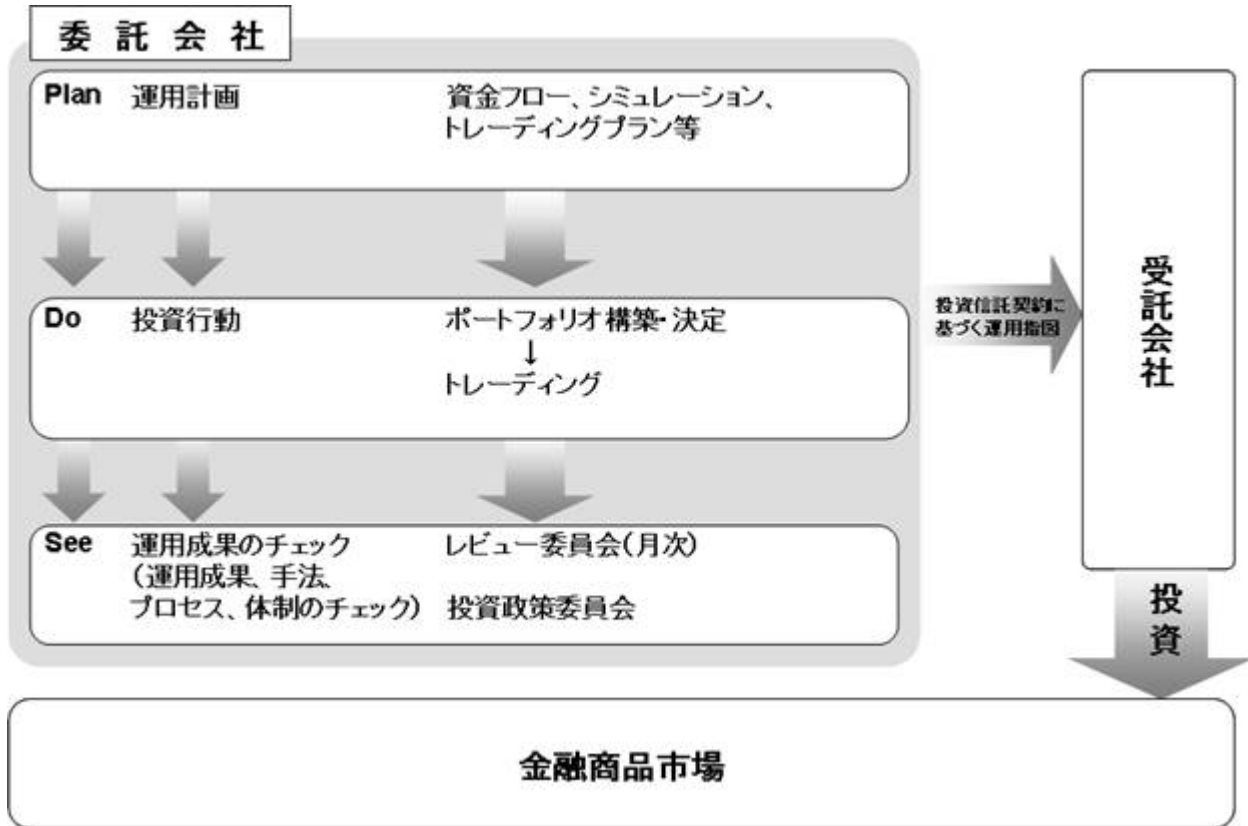 委託会社
Plan 運用計画 資金フロー、シミュレーション、
トレーディングプラン等
Do 投資行動 ポートフォリオ構築・決定
↓
トレーディング
See 運用成果のチェック レビュー委員会(月次)
(運用成果、手法、
プロセス、体制のチェック) 投資政策委員会
投資信託契約に
基づく運用指図
受託会社
投資
金融商品市場